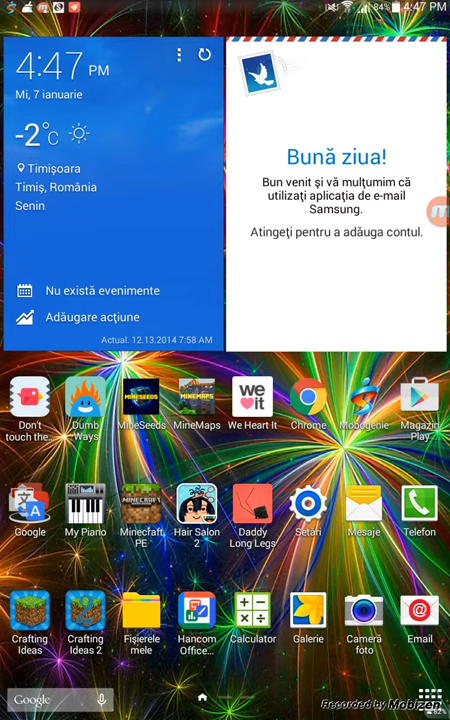 84% 4:47 PM
4:47 PM
Mi, 7 ianuarie
-2°C
Timişoara
Timiş, România
Senin
Nu există evenimente
Adăugare acţiune
Actual. 12.13.2014 7:58 AM
Bună ziua!
Bun venit şi vă mulţumim că
utilizaţi aplicaţia de e-mail
Samsung.
Atingeţi pentru a adăuga contul.
MINESEEDS
MINEMAPS
we
it
Don't
touch the...
Dumb
Ways
MineSeeds
MineMaps
We Heart It
Chrome
Mobogenie
Magazin
Play
MINECRAFT
Google
My Piano
Minecraft
PE
Hair Salon
2
Daddy
Long Legs
Setări
Mesaje
Telefon
Crafting
Ideas
Crafting
Ideas 2
Fişierele
mele
Hancom
Office...
Calculator
Galerie
Cameră
foto
Email
Google
Recorded by Mobizen
82%